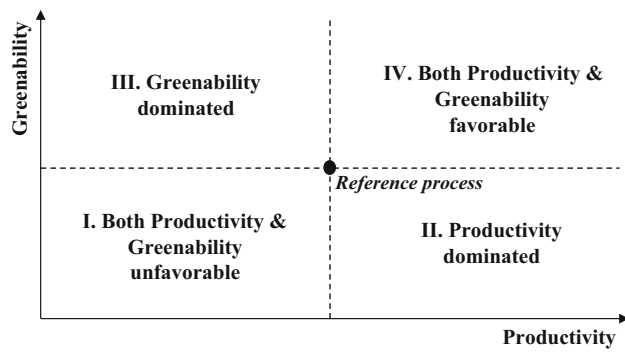 Greenability
III. Greenability
dominated
IV. Both Productivity &
Greenability
favorable
Reference process
I. Both Productivity &
Greenability
unfavorable
II. Productivity
dominated
Productivity